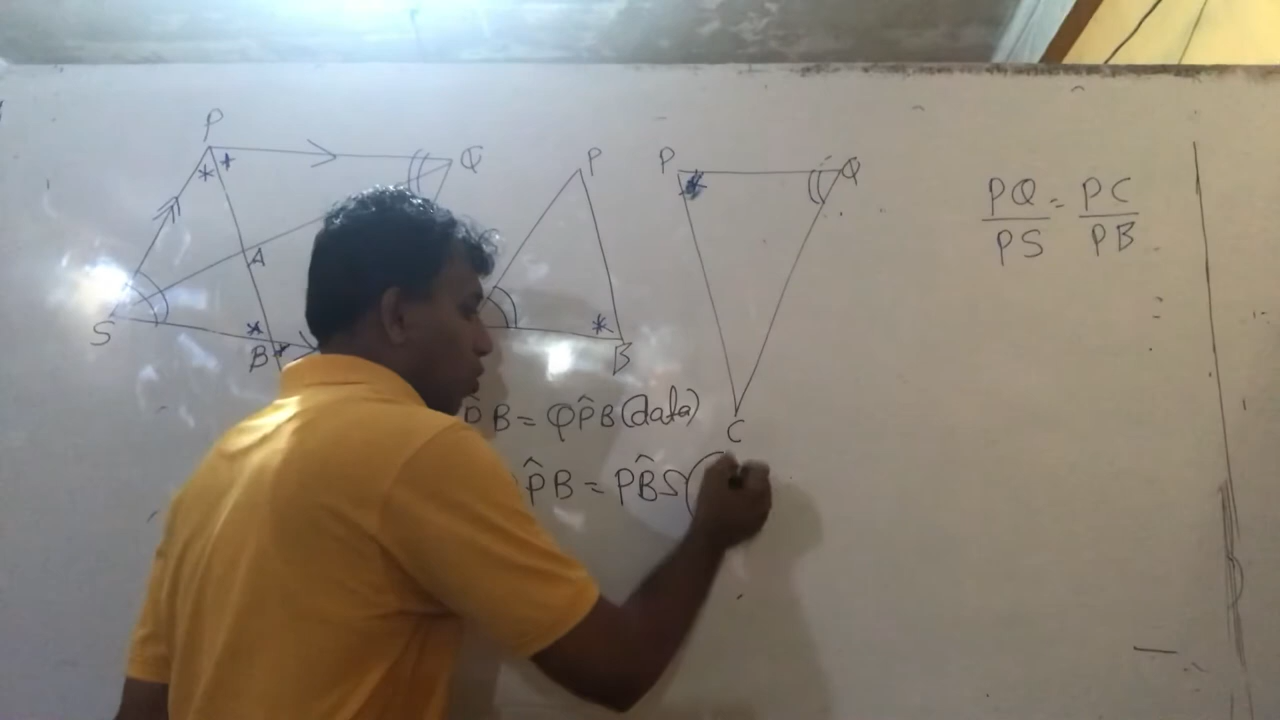 P
Q
A
S
B
P
B
P
Q
C
PQ = PC
PS PB
P̂B = QP̂B (data)
P̂B = PB̂S (